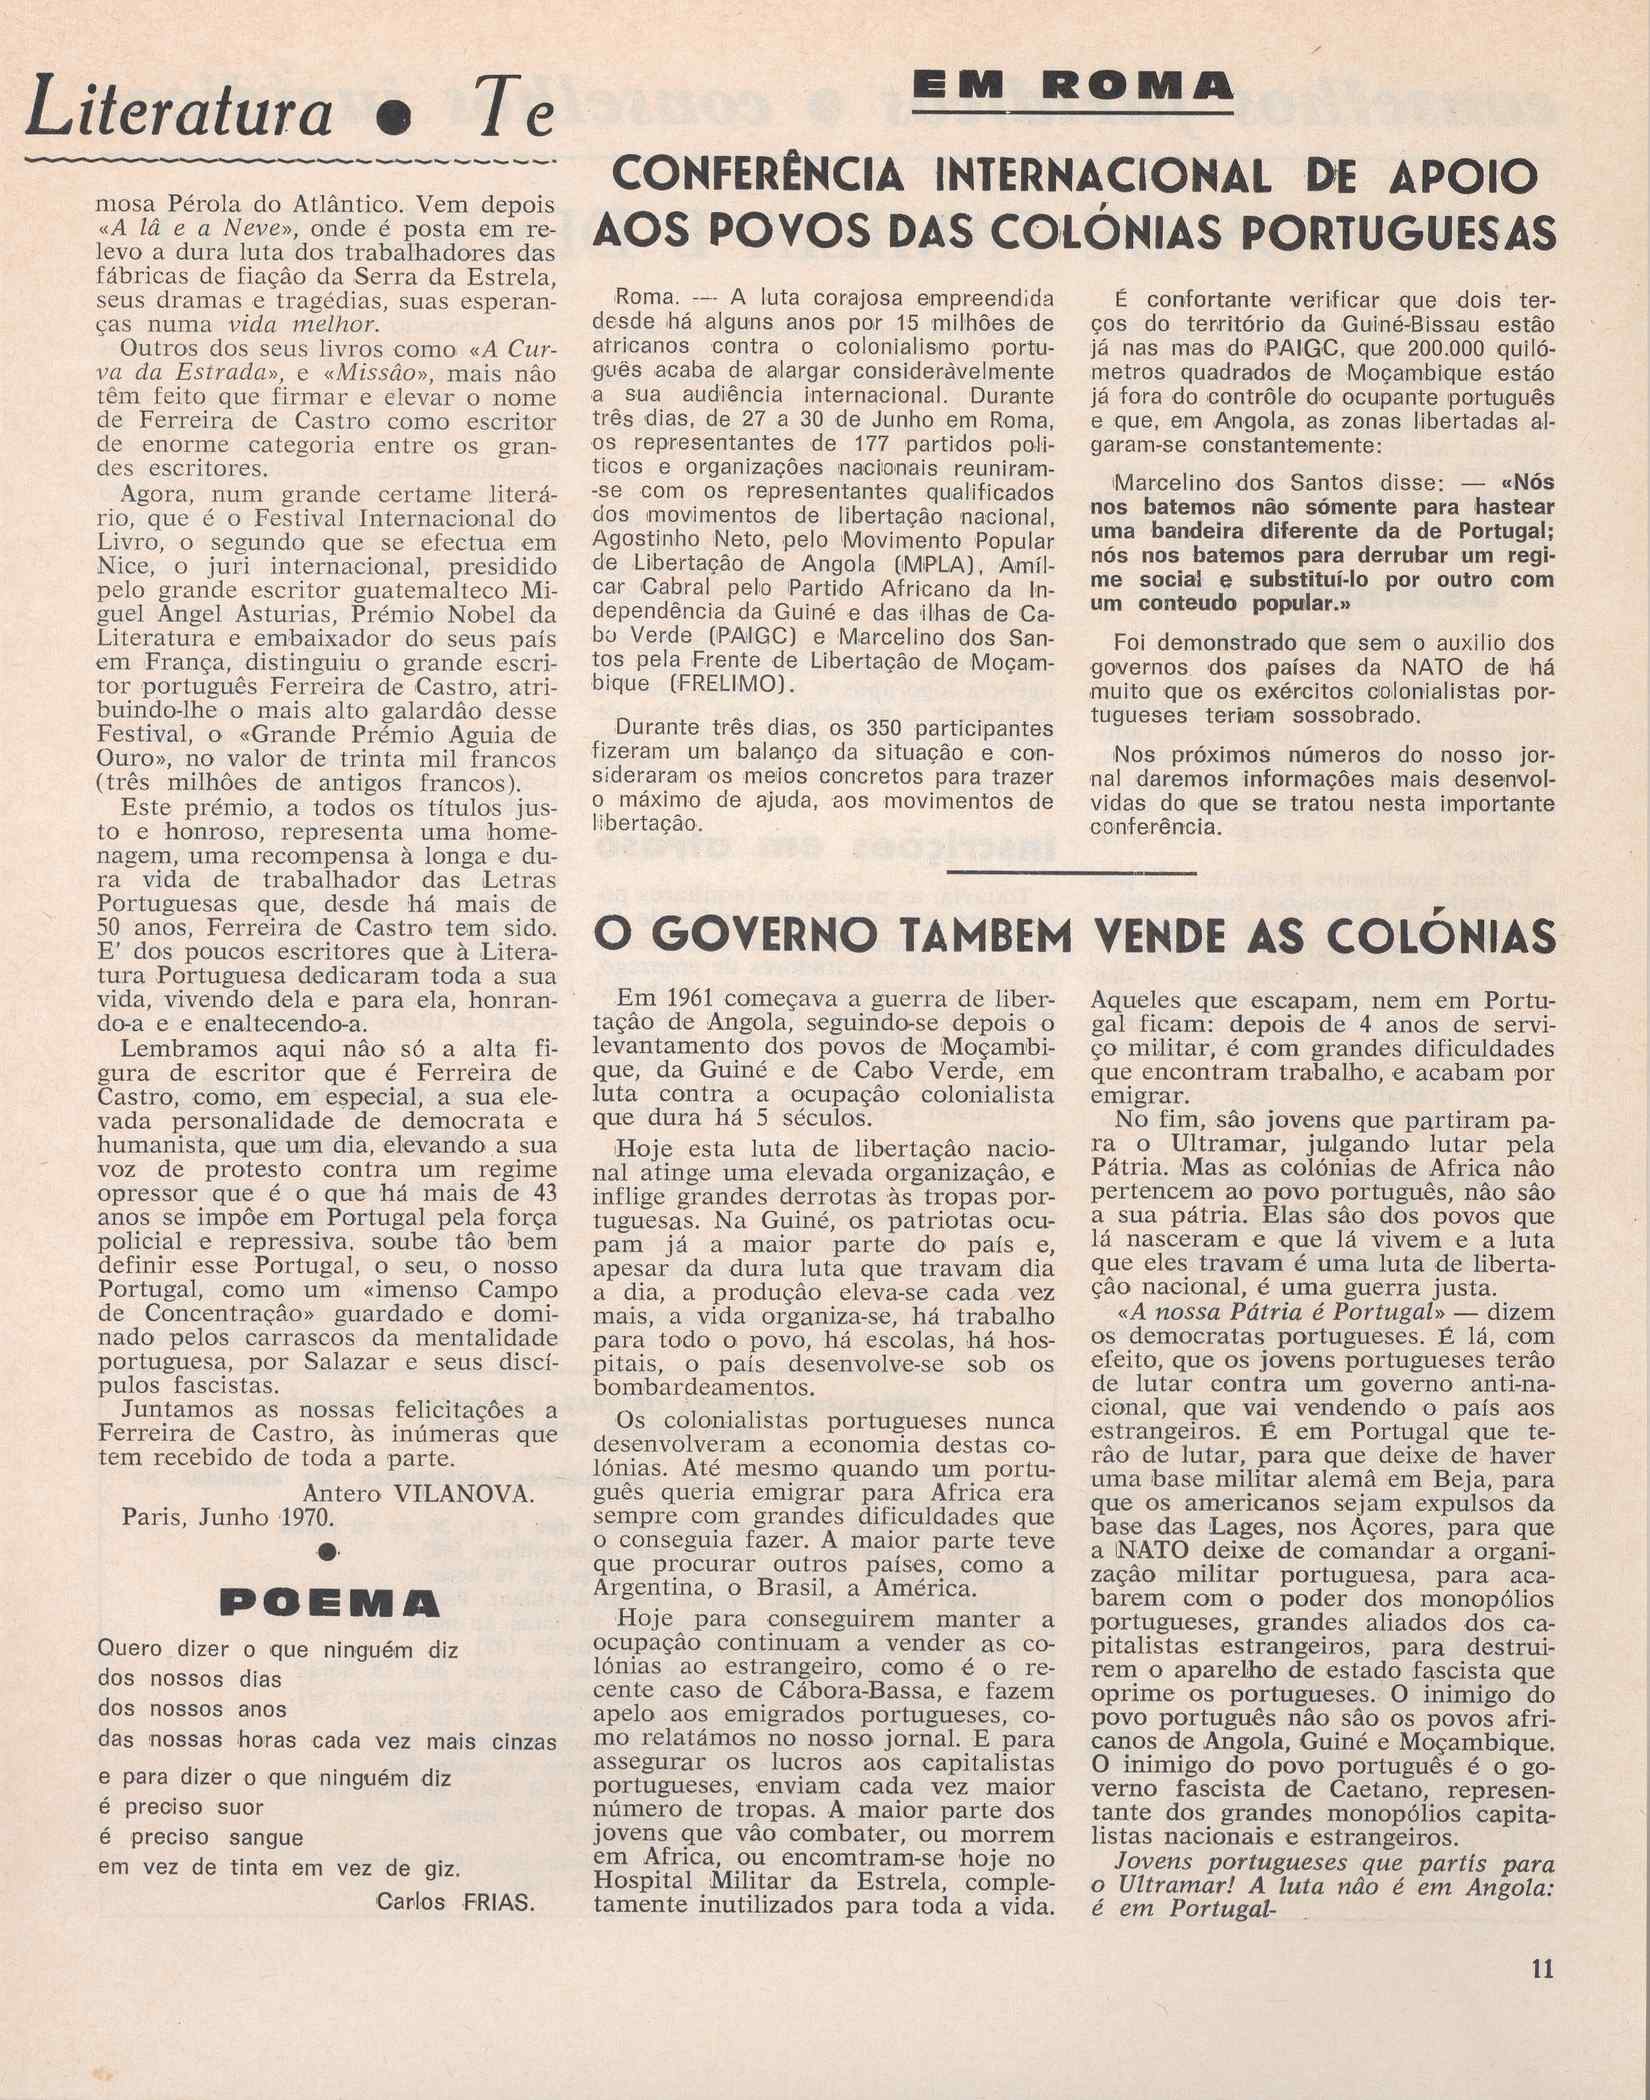 Literatura ● Te
mosa Pérola do Atlântico. Vem depois
«A lâ e a Neve», onde é posta em re-
levo a dura luta dos trabalhadores das
fábricas de fiação da Serra da Estrela,
seus dramas e tragédias, suas esperan-
ças numa vida melhor.
Outros dos seus livros como «A Cur-
va da Estrada», e «Missâo», mais nâo
têm feito que firmar e elevar o nome
de Ferreira de Castro como escritor
de enorme categoria entre os gran-
des escritores.
Agora, num grande certame literá-
rio, que é o Festival Internacional do
Livro, o segundo que se efectua em
Nice, o juri internacional, presidido
pelo grande escritor guatemalteco Mi-
guel Angel Asturias, Prémio Nobel da
Literatura e embaixador do seus país
em França, distinguiu o grande escri-
tor português Ferreira de Castro, atri-
buindo-lhe o mais alto galardâo desse
Festival, o «Grande Prémio Aguia de
Ouro», no valor de trinta mil francos
(três milhôes de antigos francos).
Este prémio, a todos os títulos jus-
to e honroso, representa uma home-
nagem, uma recompensa à longa e du-
ra vida de trabalhador das Letras
Portuguesas que, desde há mais de
50 anos, Ferreira de Castro tem sido.
E' dos poucos escritores que à Litera-
tura Portuguesa dedicaram toda a sua
vida, vivendo dela e para ela, honran-
do-a e e enaltecendo-a.
Lembramos aqui nâo só a alta fi-
gura de escritor que é Ferreira de
Castro, como, em especial, a sua ele-
vada personalidade de democrata e
humanista, que um dia, elevando a sua
voz de protesto contra um regime
opressor que é o que há mais de 43
anos se impôe em Portugal pela força
policial e repressiva, soube tâo bem
definir esse Portugal, o seu, o nosso
Portugal, como um «imenso Campo
de Concentraçâo» guardado e domi-
nado pelos carrascos da mentalidade
portuguesa, por Salazar e seus discí-
pulos fascistas.
Juntamos as nossas felicitaçôes a
Ferreira de Castro, às inúmeras que
tem recebido de toda a parte.
Antero VILANOVA.
Paris, Junho 1970.
●
POEMA
Quero dizer o que ninguém diz
dos nossos dias
dos nossos anos
das nossas horas cada vez mais cinzas
e para dizer o que ninguém diz
é preciso suor
é preciso sangue
em vez de tinta em vez de giz.
Carlos FRIAS.
EM ROMA
CONFERÊNCIA INTERNACIONAL DE APOIO
AOS POVOS DAS COLÓNIAS PORTUGUESAS
Roma. — A luta corajosa empreendida
desde há alguns anos por 15 milhôes de
africanos contra o colonialismo portu-
guês acaba de alargar consideràvelmente
a sua audiência internacional. Durante
três dias, de 27 a 30 de Junho em Roma,
os representantes de 177 partidos poli-
ticos e organizaçôes nacionais reuniram-
-se com os representantes qualificados
dos movimentos de libertaçâo nacional,
Agostinho Neto, pelo Movimento Popular
de Libertaçâo de Angola (MPLA), Amíl-
car Cabral pelo Partido Africano da In-
dependência da Guiné e das ilhas de Ca-
bo Verde (PAIGC) e Marcelino dos San-
tos pela Frente de Libertaçâo de Moçam-
bique (FRELIMO).
Durante três dias, os 350 participantes
fizeram um balanço da situaçâo e con-
sideraram os meios concretos para trazer
o máximo de ajuda, aos movimentos de
libertaçâo.
É confortante verificar que dois ter-
ços do território da Guiné-Bissau estâo
já nas mas do PAIGC, que 200.000 quiló-
metros quadrados de Moçambique estáo
já fora do contrôle do ocupante português
e que, em Angola, as zonas libertadas al-
garam-se constantemente:
Marcelino dos Santos disse: — «Nós
nos batemos nâo sómente para hastear
uma bandeira diferente da de Portugal;
nós nos batemos para derrubar um regi-
me social e substituí-lo por outro com
um conteudo popular.»
Foi demonstrado que sem o auxilio dos
governos dos países da NATO de há
muito que os exércitos colonialistas por-
tugueses teriam sossobrado.
Nos próximos números do nosso jor-
nal daremos informaçôes mais desenvol-
vidas do que se tratou nesta importante
conferência.
O GOVERNO TAMBEM VENDE AS COLÓNIAS
Em 1961 começava a guerra de liber-
taçâo de Angola, seguindo-se depois o
levantamento dos povos de Moçambi-
que, da Guiné e de Cabo Verde, em
luta contra a ocupaçâo colonialista
que dura há 5 séculos.
Hoje esta luta de libertaçâo nacio-
nal atinge uma elevada organizaçâo, e
inflige grandes derrotas às tropas por-
tuguesas. Na Guiné, os patriotas ocu-
pam já a maior parte do país e,
apesar da dura luta que travam dia
a dia, a produçâo eleva-se cada vez
mais, a vida organiza-se, há trabalho
para todo o povo, há escolas, há hos-
pitais, o país desenvolve-se sob os
bombardeamentos.
Os colonialistas portugueses nunca
desenvolveram a economia destas co-
lónias. Até mesmo quando um portu-
guês queria emigrar para Africa era
sempre com grandes dificuldades que
o conseguia fazer. A maior parte teve
que procurar outros países, como a
Argentina, o Brasil, a América.
Hoje para conseguirem manter a
ocupaçâo continuam a vender as co-
lónias ao estrangeiro, como é o re-
cente caso de Cábora-Bassa, e fazem
apelo aos emigrados portugueses, co-
mo relatámos no nosso jornal. E para
assegurar os lucros aos capitalistas
portugueses, enviam cada vez maior
número de tropas. A maior parte dos
jovens que vâo combater, ou morrem
em Africa, ou encomtram-se hoje no
Hospital Militar da Estrela, comple-
tamente inutilizados para toda a vida.
Aqueles que escapam, nem em Portu-
gal ficam: depois de 4 anos de servi-
ço militar, é com grandes dificuldades
que encontram trabalho, e acabam por
emigrar.
No fim, sâo jovens que partiram pa-
ra o Ultramar, julgando lutar pela
Pátria. Mas as colónias de Africa nâo
pertencem ao povo português, nâo sâo
a sua pátria. Elas sâo dos povos que
lá nasceram e que lá vivem e a luta
que eles travam é uma luta de liberta-
çâo nacional, é uma guerra justa.
«A nossa Pátria é Portugal» — dizem
os democratas portugueses. É lá, com
efeito, que os jovens portugueses terâo
de lutar contra um governo anti-na-
cional, que vai vendendo o país aos
estrangeiros. É em Portugal que te-
râo de lutar, para que deixe de haver
uma base militar alemâ em Beja, para
que os americanos sejam expulsos da
base das Lages, nos Açores, para que
a NATO deixe de comandar a organi-
zaçâo militar portuguesa, para aca-
barem com o poder dos monopólios
portugueses, grandes aliados dos ca-
pitalistas estrangeiros, para destrui-
rem o aparelho de estado fascista que
oprime os portugueses. O inimigo do
povo português nâo sâo os povos afri-
canos de Angola, Guiné e Moçambique.
O inimigo do povo português é o go-
verno fascista de Caetano, represen-
tante dos grandes monopólios capita-
listas nacionais e estrangeiros.
Jovens portugueses que partis para
o Ultramar! A luta nâo é em Angola:
é em Portugal-
11